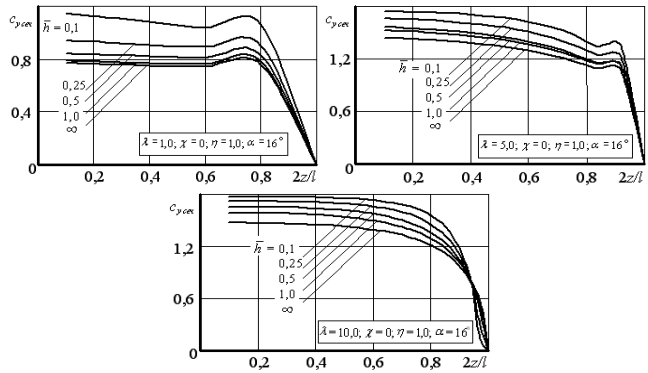 c_y сеч
h̄ = 0,1
0,8
0,25
0,5
1,0
∞
0,4
λ = 1,0; χ = 0; η = 1,0; α = 16°
0
0,2
0,4
0,6
0,8
2z/l
c_y сеч
1,2
h̄ = 0,1
0,25
0,5
1,0
∞
0,6
λ = 5,0; χ = 0; η = 1,0; α = 16°
0
0,2
0,4
0,6
0,8
2z/l
c_y сеч
1,2
h̄ = 0,1
0,25
0,5
1,0
∞
0,6
λ = 10,0; χ = 0; η = 1,0; α = 16°
0
0,2
0,4
0,6
0,8
2z/l